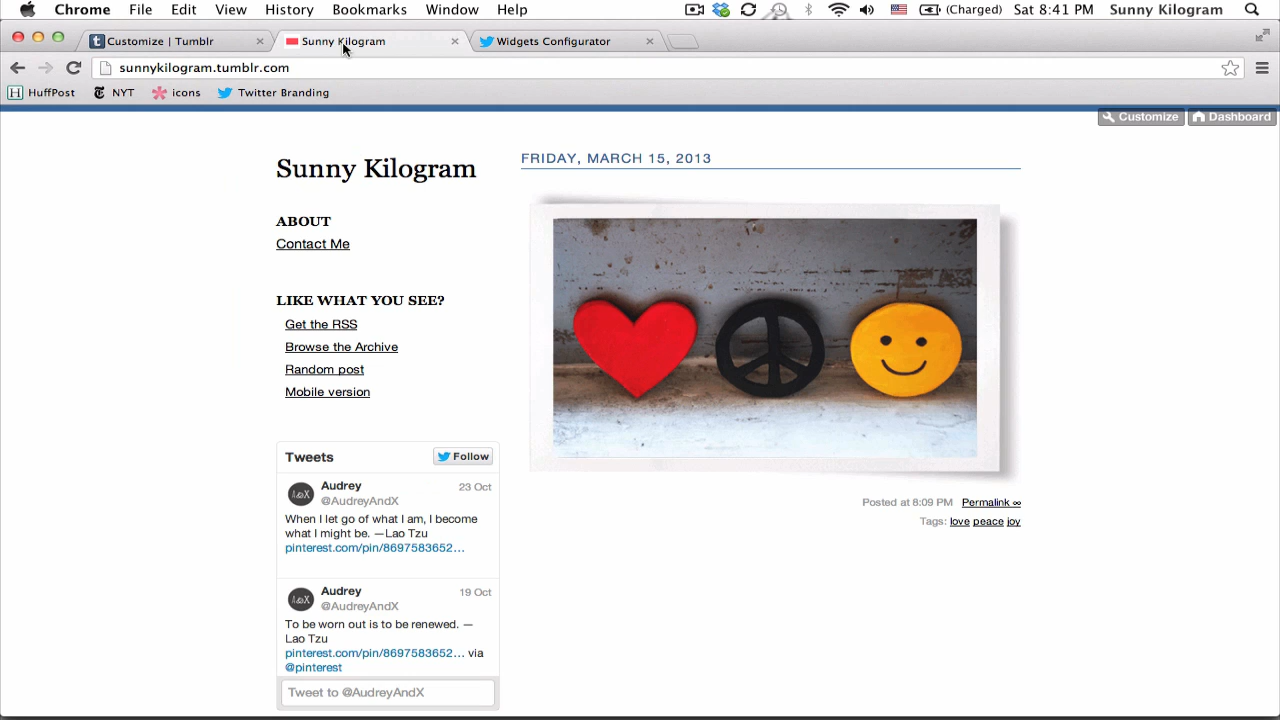 Chrome File Edit View History Bookmarks Window Help (Charged) Sat 8:41 PM Sunny Kilogram
Customize | Tumblr Sunny Kilogram Widgets Configurator
sunnykilogram.tumblr.com
HuffPost NYT icons Twitter Branding
Customize Dashboard
Sunny Kilogram
ABOUT
Contact Me
LIKE WHAT YOU SEE?
Get the RSS
Browse the Archive
Random post
Mobile version
Tweets Follow
Audrey 23 Oct
@AudreyAndX
When I let go of what I am, I become
what I might be. —Lao Tzu
pinterest.com/pin/8697583652…
Audrey 19 Oct
@AudreyAndX
To be worn out is to be renewed. —
Lao Tzu
pinterest.com/pin/8697583652… via
@pinterest
Tweet to @AudreyAndX
FRIDAY, MARCH 15, 2013
Posted at 8:09 PM Permalink ∞
Tags: love peace joy